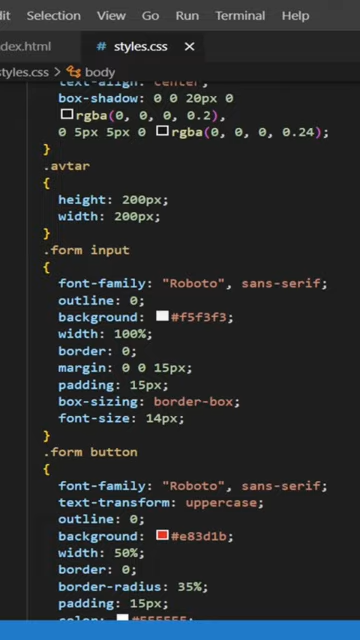 Selection View Go Run Terminal Help
dex.html # styles.css ×
tyles.css > body
text-align: center;
box-shadow: 0 0 20px 0
rgba(0, 0, 0, 0.2),
0 5px 5px 0 rgba(0, 0, 0, 0.24);
}
.avtar
{
height: 200px;
width: 200px;
}
.form input
{
font-family: "Roboto", sans-serif;
outline: 0;
background: #f5f3f3;
width: 100%;
border: 0;
margin: 0 0 15px;
padding: 15px;
box-sizing: border-box;
font-size: 14px;
}
.form button
{
font-family: "Roboto", sans-serif;
text-transform: uppercase;
outline: 0;
background: #e83d1b;
width: 50%;
border: 0;
border-radius: 35%;
padding: 15px;
color: